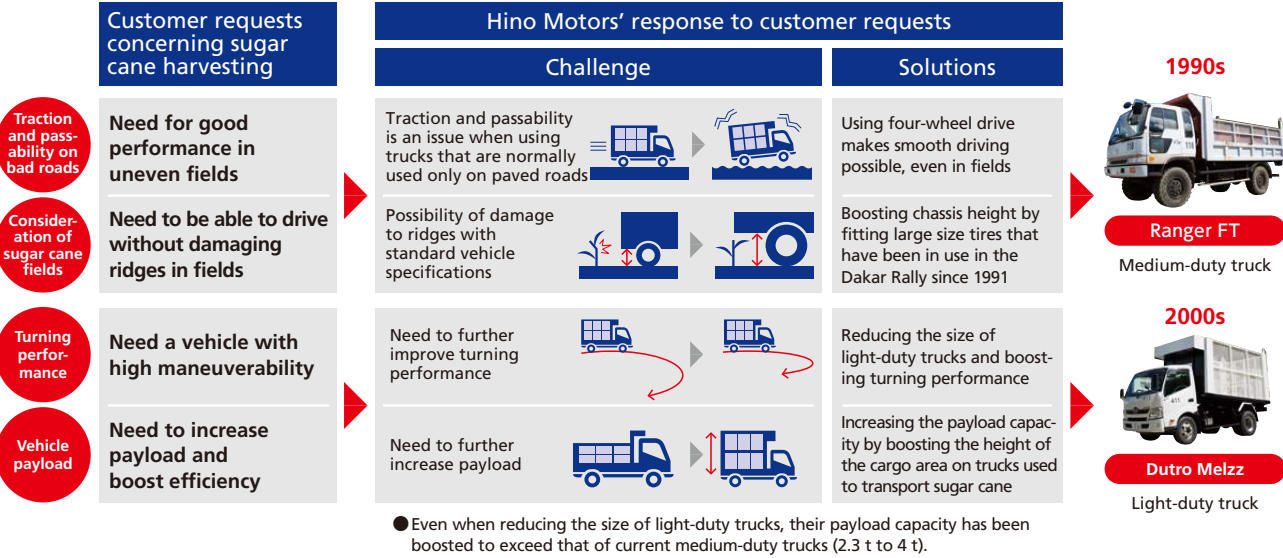 Customer requests
concerning sugar
cane harvesting
Hino Motors' response to customer requests
Challenge
Solutions
1990s
Traction
and pass-
ability on
bad roads
Need for good
performance in
uneven fields
Traction and passability
is an issue when using
trucks that are normally
used only on paved roads
Using four-wheel drive
makes smooth driving
possible, even in fields
Consider-
ation of
sugar cane
fields
Need to be able to drive
without damaging
ridges in fields
Possibility of damage
to ridges with
standard vehicle
specifications
Boosting chassis height by
fitting large size tires that
have been in use in the
Dakar Rally since 1991
Ranger FT
Medium-duty truck
2000s
Turning
perfor-
mance
Need a vehicle with
high maneuverability
Need to further
improve turning
performance
Reducing the size of
light-duty trucks and boost-
ing turning performance
Vehicle
payload
Need to increase
payload and
boost efficiency
Need to further
increase payload
Increasing the payload capac-
ity by boosting the height of
the cargo area on trucks used
to transport sugar cane
Dutro Melzz
Light-duty truck
●Even when reducing the size of light-duty trucks, their payload capacity has been
boosted to exceed that of current medium-duty trucks (2.3 t to 4 t).